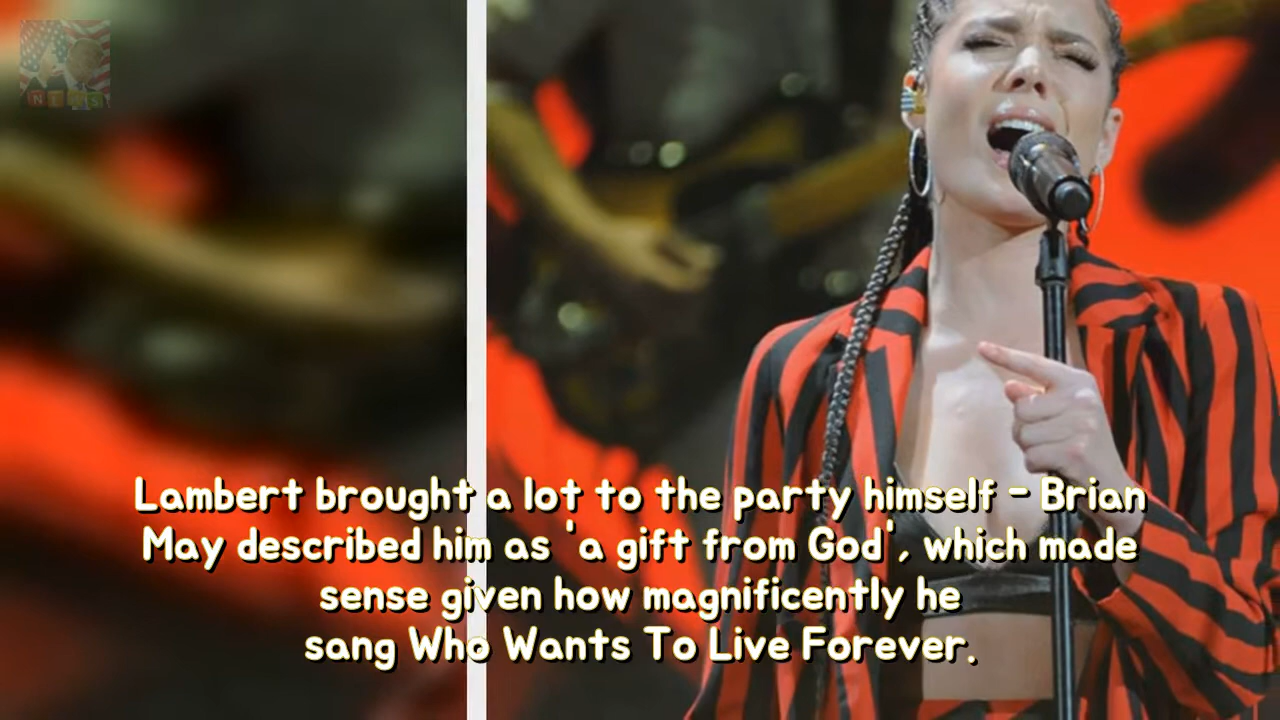 NEWS
Lambert brought a lot to the party himself - Brian
May described him as 'a gift from God', which made
sense given how magnificently he
sang Who Wants To Live Forever.